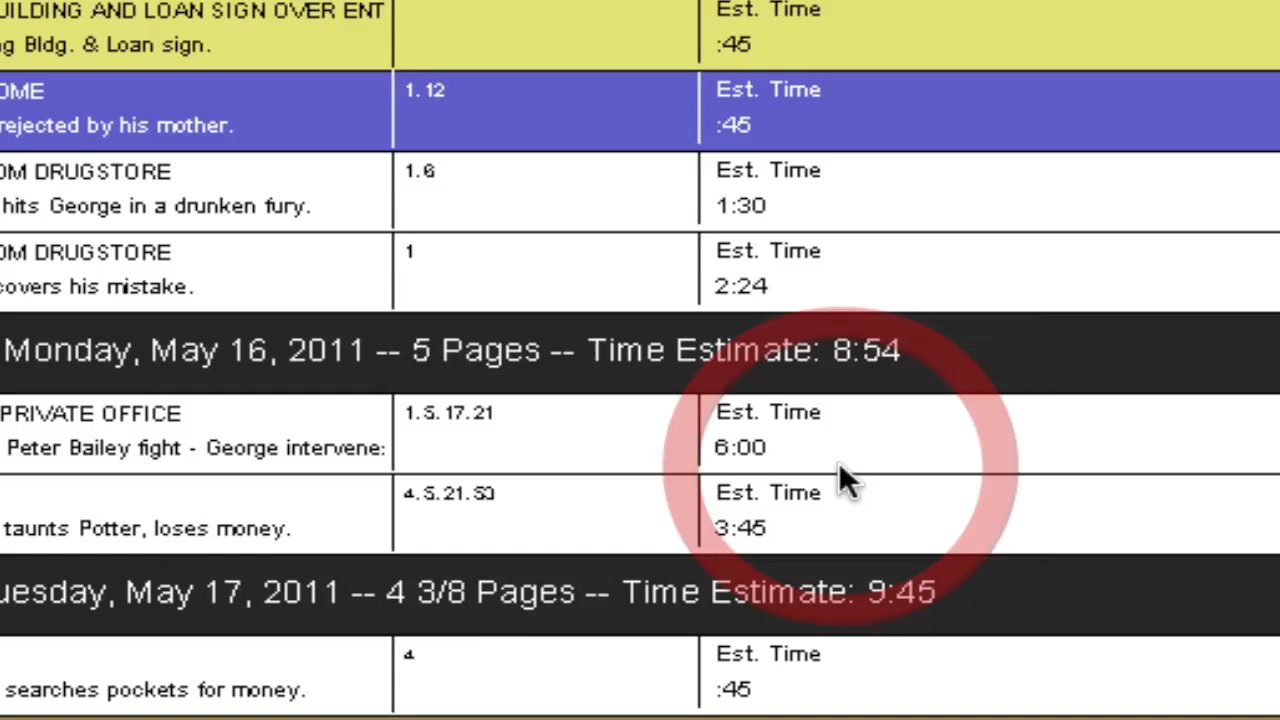 UILDING AND LOAN SIGN OVER ENT Est. Time
g Bldg. & Loan sign. :45
OME 1.12 Est. Time
rejected by his mother. :45
OM DRUGSTORE 1.6 Est. Time
hits George in a drunken fury. 1:30
OM DRUGSTORE 1 Est. Time
covers his mistake. 2:24
Monday, May 16, 2011 -- 5 Pages -- Time Estimate: 8:54
PRIVATE OFFICE 1.5.17.21 Est. Time
Peter Bailey fight - George intervene: 6:00
4.5.21.50 Est. Time
taunts Potter, loses money. 3:45
uesday, May 17, 2011 -- 4 3/8 Pages -- Time Estimate: 9:45
4 Est. Time
searches pockets for money. :45